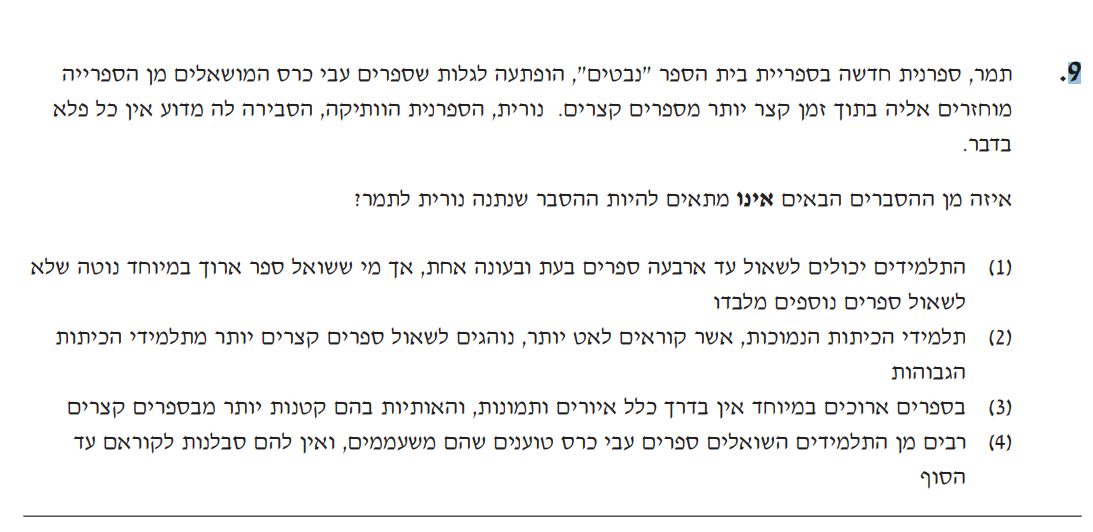 9. תמר, ספרנית חדשה בספריית בית הספר "נבטים", הופתעה לגלות שספרים עבי כרס המושאלים מן הספרייה
מוחזרים אליה בתוך זמן קצר יותר מספרים קצרים. נורית, הספרנית הוותיקה, הסבירה לה מדוע אין כל פלא
בדבר.
איזה מן ההסברים הבאים אינו מתאים להיות ההסבר שנתנה נורית לתמר?
(1) התלמידים יכולים לשאול עד ארבעה ספרים בעת ובעונה אחת, אך מי ששואל ספר ארוך במיוחד נוטה שלא
לשאול ספרים נוספים מלבדו
(2) תלמידי הכיתות הנמוכות, אשר קוראים לאט יותר, נוהגים לשאול ספרים קצרים יותר מתלמידי הכיתות
הגבוהות
(3) בספרים ארוכים במיוחד אין בדרך כלל איורים ותמונות, והאותיות בהם קטנות יותר מבספרים קצרים
(4) רבים מן התלמידים השואלים ספרים עבי כרס טוענים שהם משעממים, ואין להם סבלנות לקוראם עד
הסוף